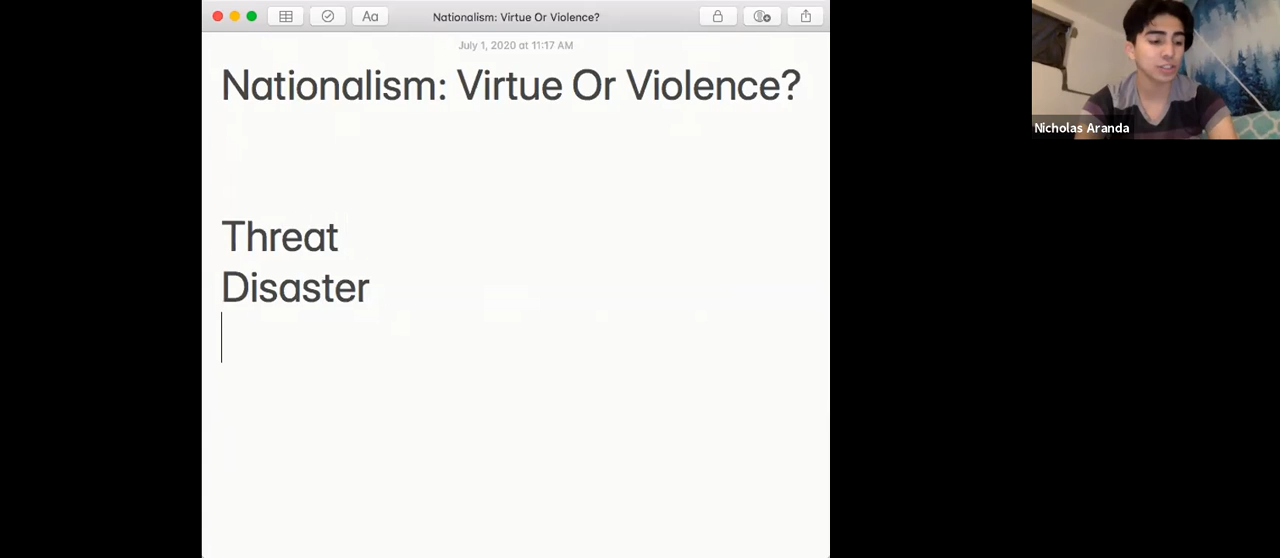 Aa
Nationalism: Virtue Or Violence?
July 1, 2020 at 11:17 AM
Nationalism: Virtue Or Violence?
Threat
Disaster
Nicholas Aranda